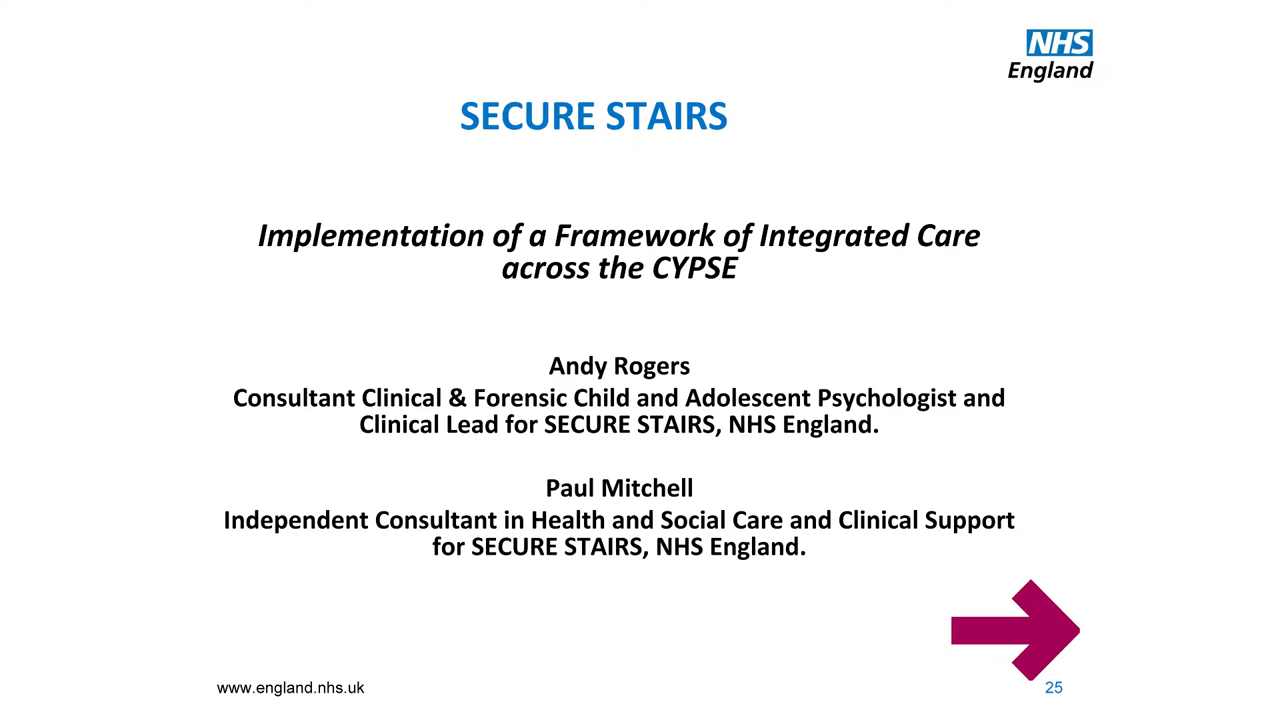 NHS
England
SECURE STAIRS
Implementation of a Framework of Integrated Care
across the CYPSE
Andy Rogers
Consultant Clinical & Forensic Child and Adolescent Psychologist and
Clinical Lead for SECURE STAIRS, NHS England.
Paul Mitchell
Independent Consultant in Health and Social Care and Clinical Support
for SECURE STAIRS, NHS England.
www.england.nhs.uk
25